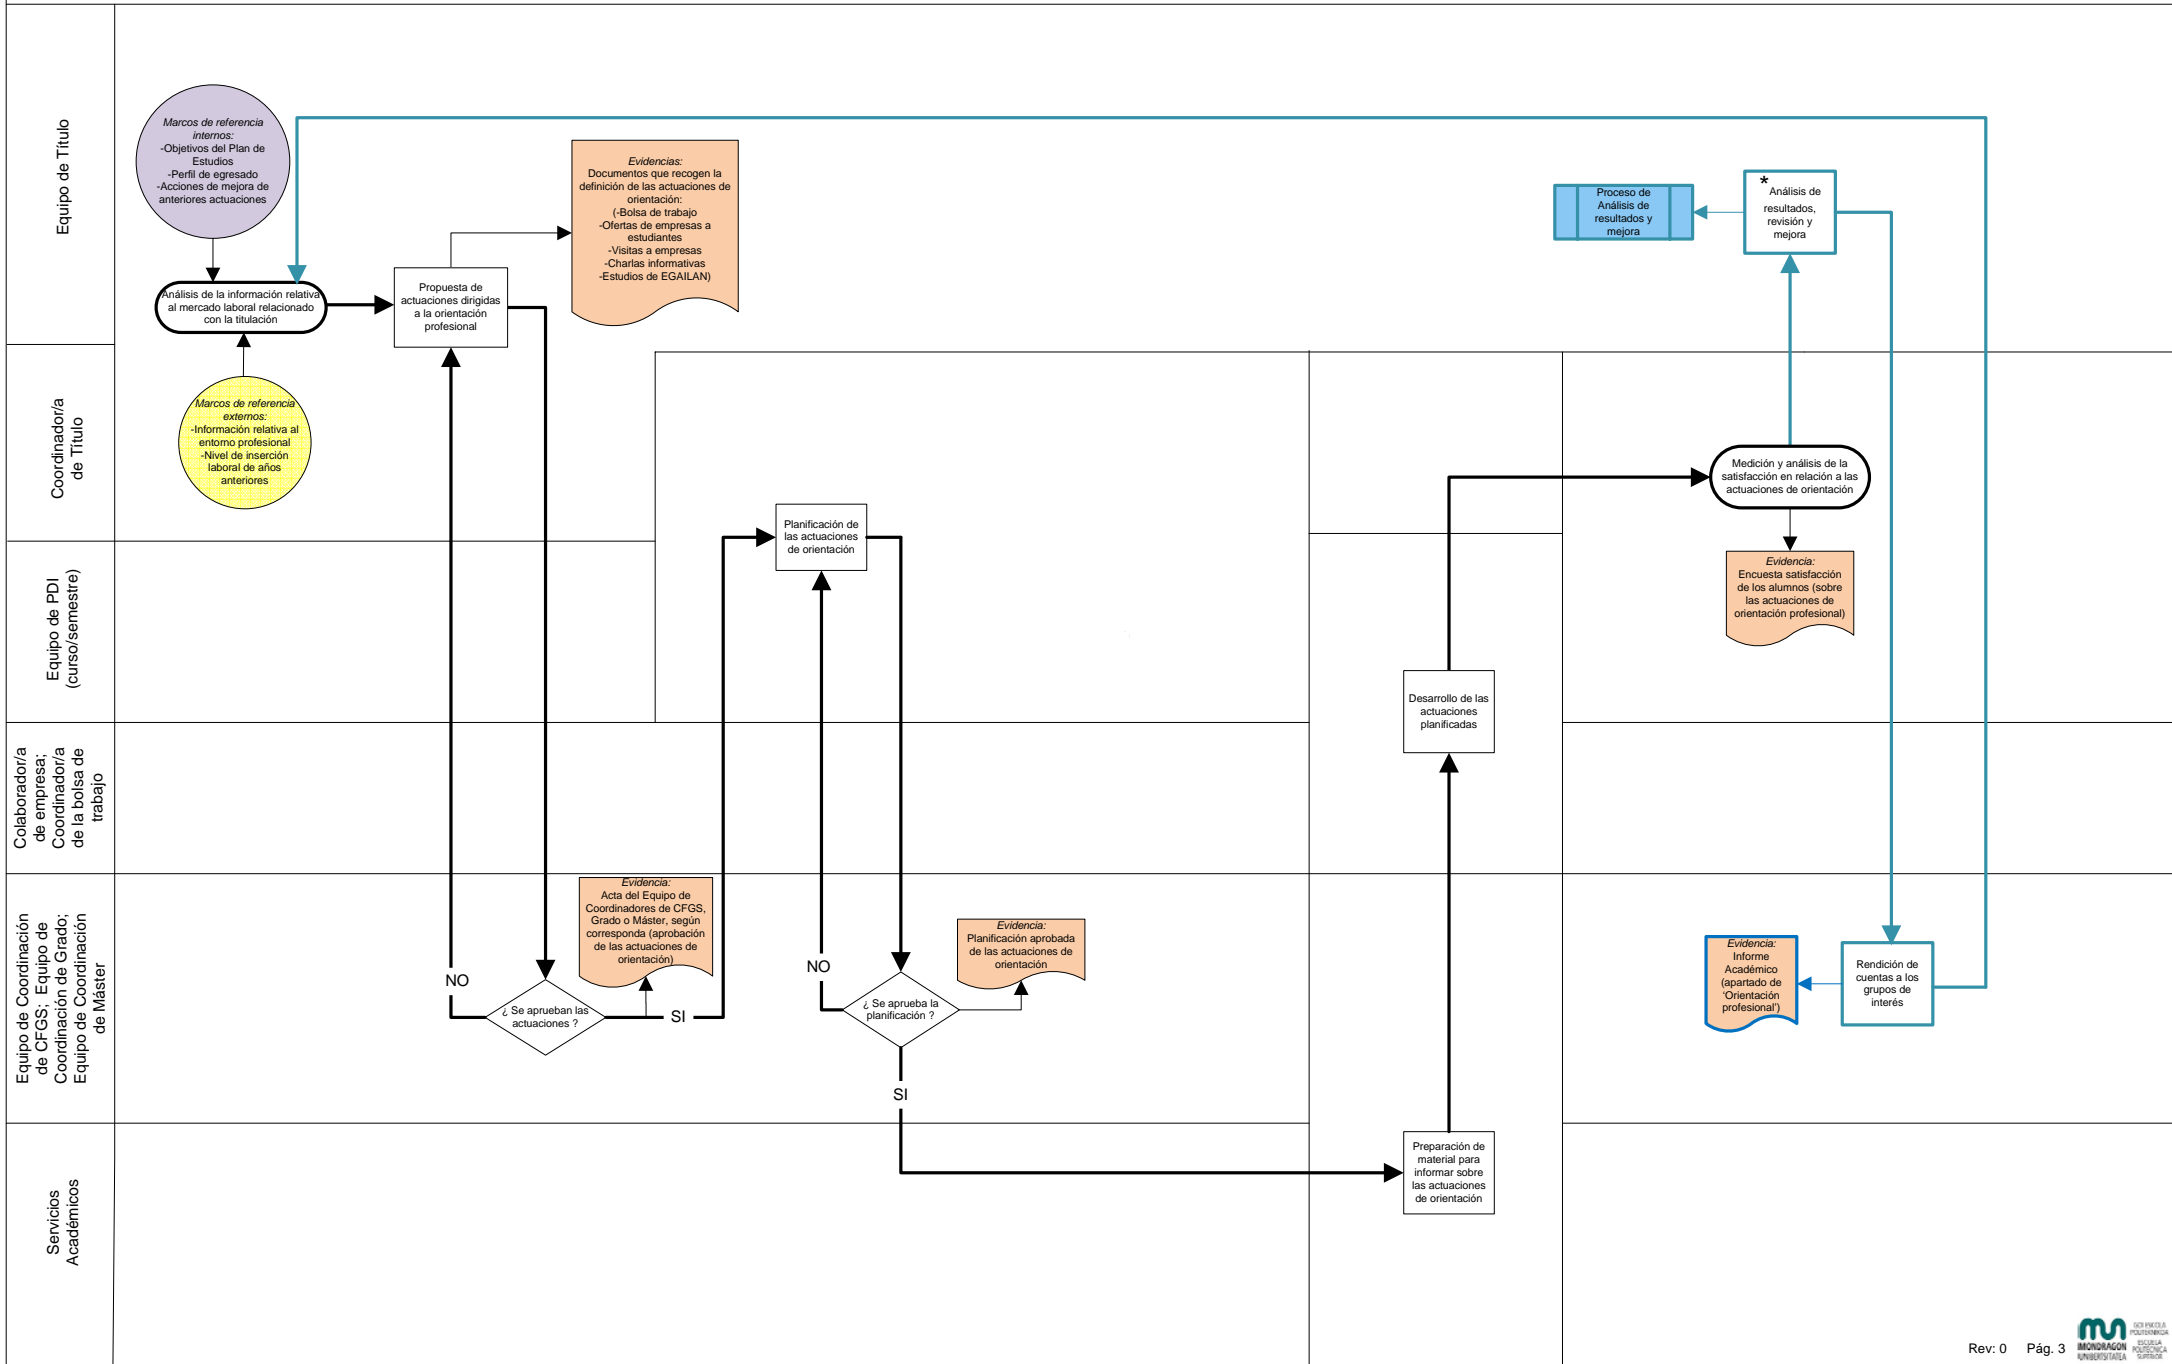 Equipo de Título
Marcos de referencia
internos:
-Objetivos del Plan de
Estudios
-Perfil de egresado
-Acciones de mejora de
anteriores actuaciones
Análisis de la información relativa
al mercado laboral relacionado
con la titulación
Propuesta de
actuaciones dirigidas
a la orientación
profesional
Evidencias:
Documentos que recogen la
definición de las actuaciones de
orientación:
(-Bolsa de trabajo
-Ofertas de empresas a
estudiantes
-Visitas a empresas
-Charlas informativas
-Estudios de EGAILAN)
Proceso de
Análisis de
resultados y
mejora
*
Análisis de
resultados,
revisión y
mejora
Coordinador/a
de Título
Marcos de referencia
externos:
-Información relativa al
entorno profesional
-Nivel de inserción
laboral de años
anteriores
Planificación de
las actuaciones
de orientación
Medición y análisis de la
satisfacción en relación a las
actuaciones de orientación
Equipo de PDI
(curso/semestre)
Evidencia:
Encuesta satisfacción
de los alumnos (sobre
las actuaciones de
orientación profesional)
Desarrollo de las
actuaciones
planificadas
Colaborador/a
de empresa;
Coordinador/a
de la bolsa de
trabajo
Equipo de Coordinación
de CFGS; Equipo de
Coordinación de Grado;
Equipo de Coordinación
de Máster
NO
¿ Se aprueban las
actuaciones ?
Evidencia:
Acta del Equipo de
Coordinadores de CFGS,
Grado o Máster, según
corresponda (aprobación
de las actuaciones de
orientación)
SI
NO
¿ Se aprueba la
planificación ?
SI
Evidencia:
Planificación aprobada
de las actuaciones de
orientación
Evidencia:
Informe
Académico
(apartado de
‘Orientación
profesional’)
Rendición de
cuentas a los
grupos de
interés
Servicios
Académicos
Preparación de
material para
informar sobre
las actuaciones
de orientación
Rev: 0 Pág. 3
MONDRAGON
UNIBERTSITATEA
GOI ESKOLA
POLITEKNIKOA
ESCUELA
POLITÉCNICA
SUPERIOR